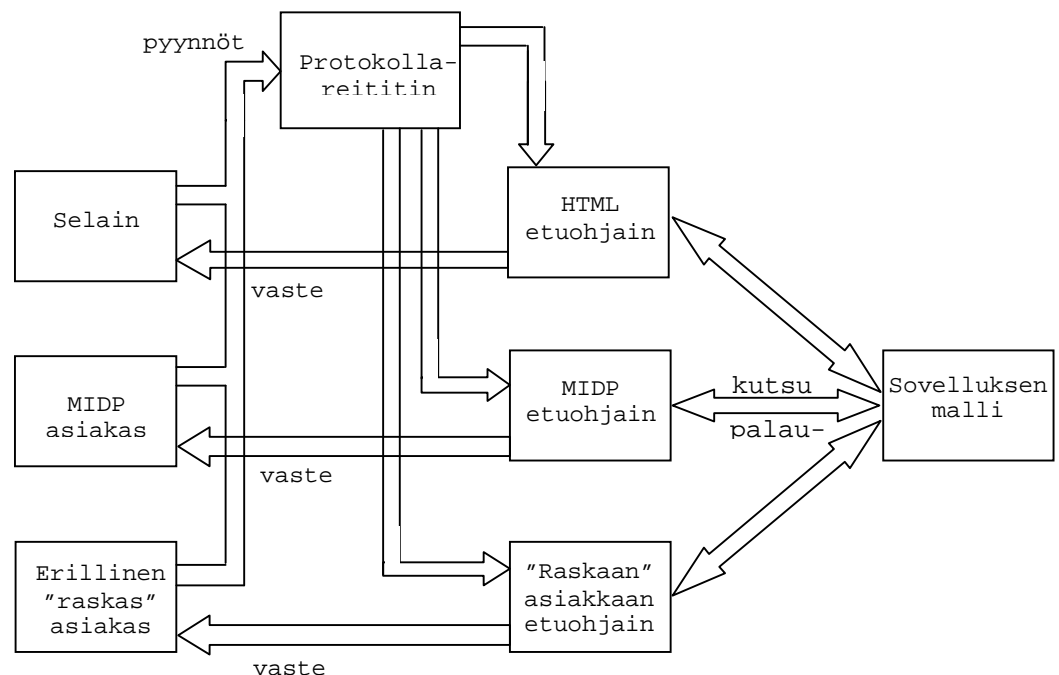 pyynnöt
Protokolla-
reititin
Selain
HTML
etuohjain
vaste
MIDP
asiakas
MIDP
etuohjain
kutsu
palau-
Sovelluksen
malli
vaste
Erillinen
"raskas"
asiakas
"Raskaan"
asiakkaan
etuohjain
vaste